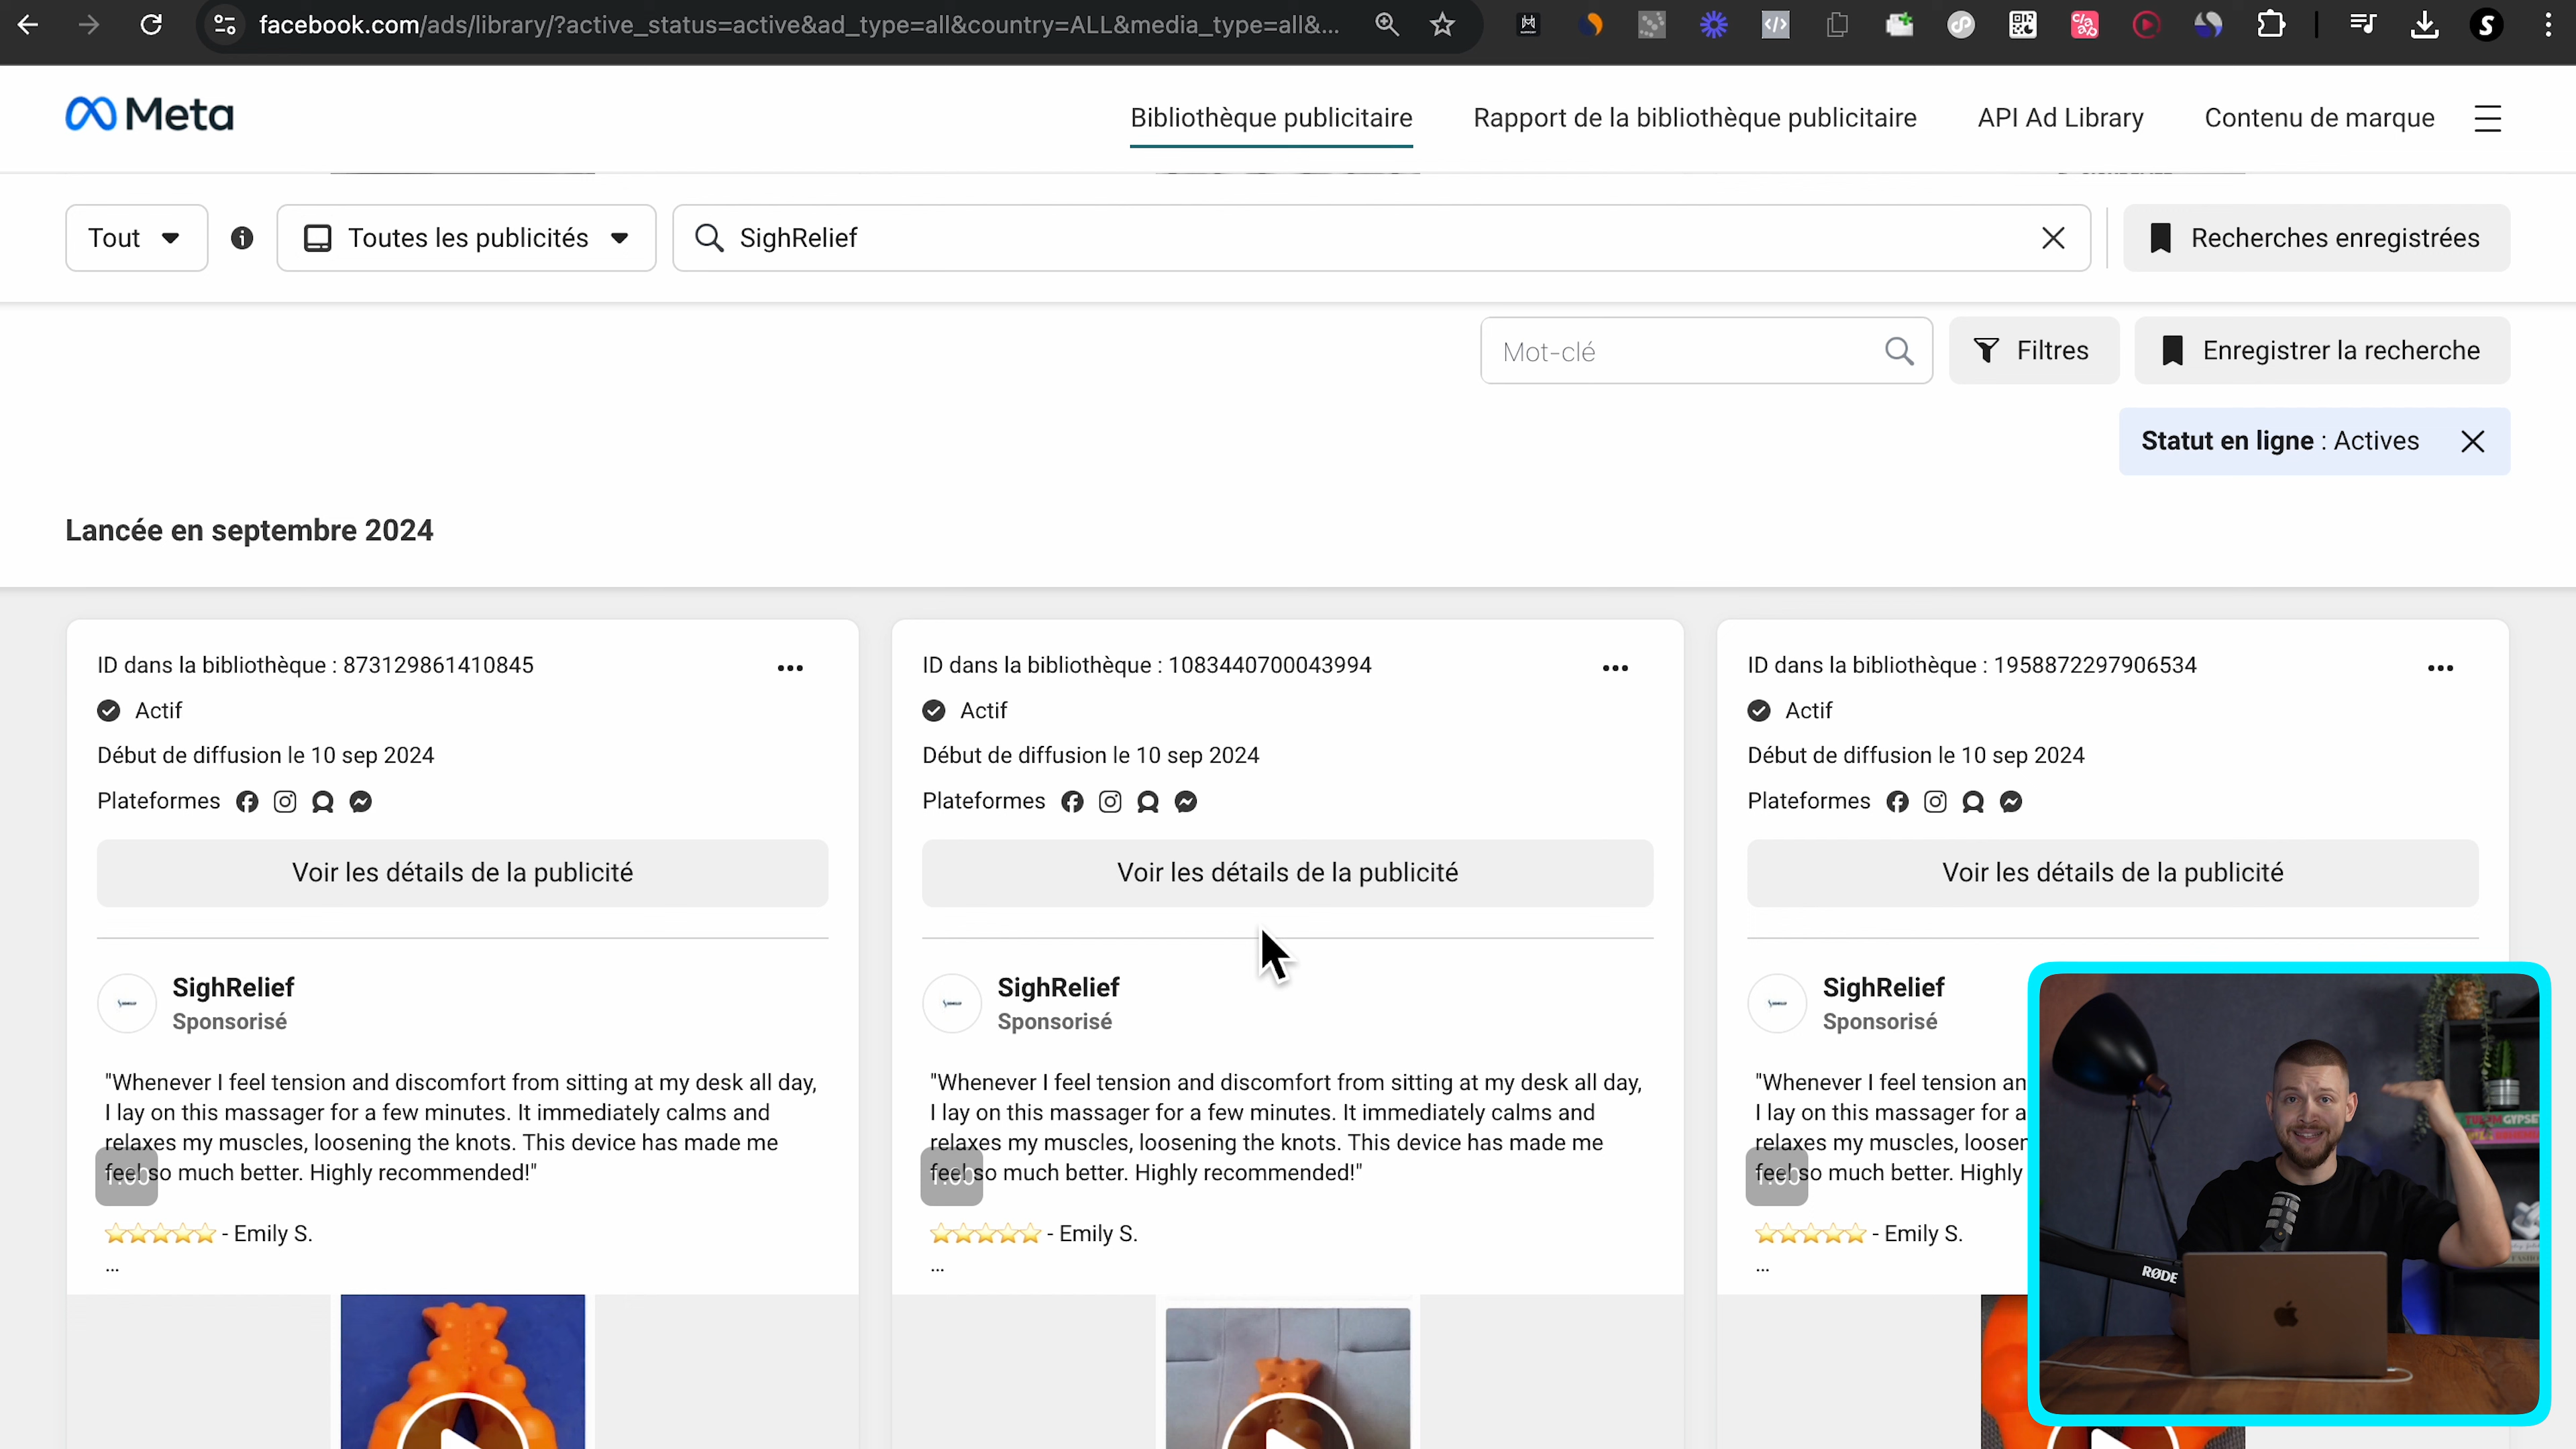 facebook.com/ads/library/?active_status=active&ad_type=all&country=ALL&media_type=all&...
Meta
Bibliothèque publicitaire
Rapport de la bibliothèque publicitaire
API Ad Library
Contenu de marque
Tout
Toutes les publicités
SighRelief
Recherches enregistrées
Mot-clé
Filtres
Enregistrer la recherche
Statut en ligne : Actives
Lancée en septembre 2024
ID dans la bibliothèque : 873129861410845
Actif
Début de diffusion le 10 sep 2024
Plateformes
Voir les détails de la publicité
SighRelief
Sponsorisé
"Whenever I feel tension and discomfort from sitting at my desk all day,
I lay on this massager for a few minutes. It immediately calms and
relaxes my muscles, loosening the knots. This device has made me
feel so much better. Highly recommended!"
- Emily S.
...
ID dans la bibliothèque : 1083440700043994
Actif
Début de diffusion le 10 sep 2024
Plateformes
Voir les détails de la publicité
SighRelief
Sponsorisé
"Whenever I feel tension and discomfort from sitting at my desk all day,
I lay on this massager for a few minutes. It immediately calms and
relaxes my muscles, loosening the knots. This device has made me
feel so much better. Highly recommended!"
- Emily S.
...
ID dans la bibliothèque : 1958872297906534
Actif
Début de diffusion le 10 sep 2024
Plateformes
Voir les détails de la publicité
SighRelief
Sponsorisé
"Whenever I feel tension an
I lay on this massager for a
relaxes my muscles, loosen
feel so much better. Highly
- Emily S.
...
RØDE